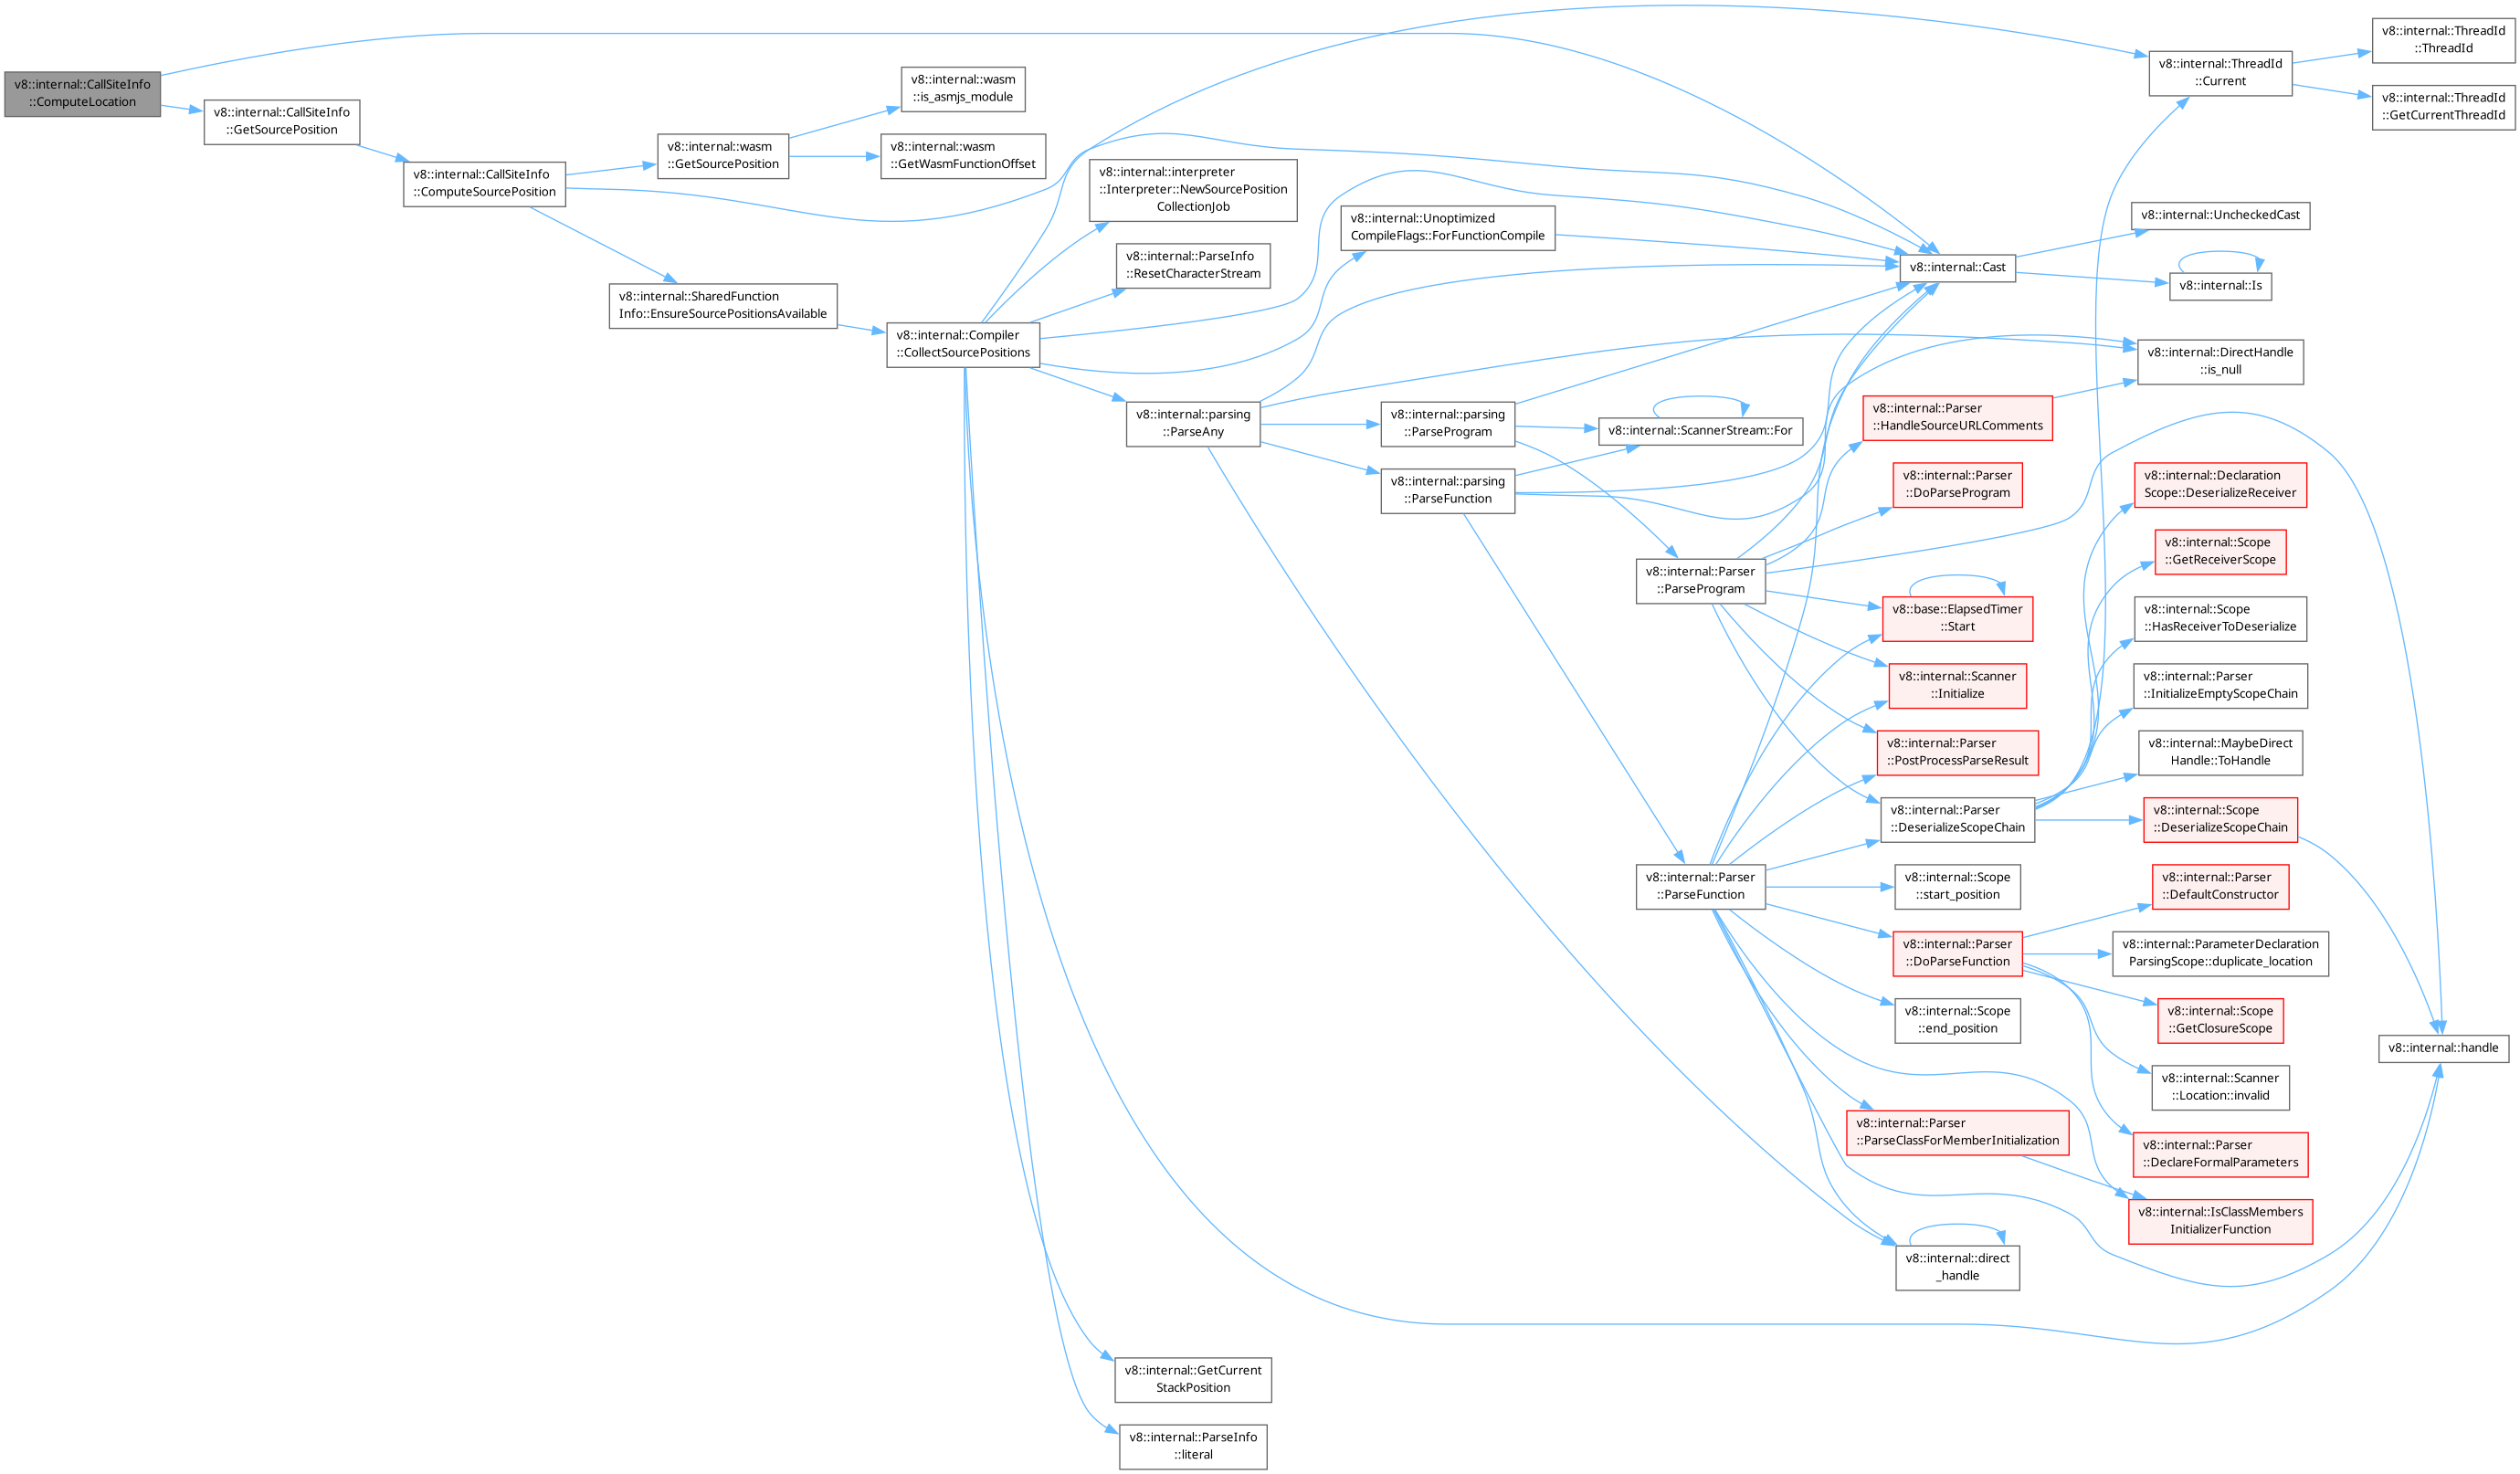 v8::internal::CallSiteInfo
::ComputeLocation
v8::internal::CallSiteInfo
::GetSourcePosition
v8::internal::CallSiteInfo
::ComputeSourcePosition
v8::internal::wasm
::GetSourcePosition
v8::internal::wasm
::is_asmjs_module
v8::internal::wasm
::GetWasmFunctionOffset
v8::internal::SharedFunction
Info::EnsureSourcePositionsAvailable
v8::internal::Compiler
::CollectSourcePositions
v8::internal::interpreter
::Interpreter::NewSourcePosition
CollectionJob
v8::internal::ParseInfo
::ResetCharacterStream
v8::internal::Unoptimized
CompileFlags::ForFunctionCompile
v8::internal::parsing
::ParseAny
v8::internal::parsing
::ParseProgram
v8::internal::parsing
::ParseFunction
v8::internal::ScannerStream::For
v8::internal::Parser
::ParseProgram
v8::internal::Parser
::ParseFunction
v8::internal::GetCurrent
StackPosition
v8::internal::ParseInfo
::literal
v8::internal::Cast
v8::internal::Parser
::HandleSourceURLComments
v8::internal::Parser
::DoParseProgram
v8::base::ElapsedTimer
::Start
v8::internal::Scanner
::Initialize
v8::internal::Parser
::PostProcessParseResult
v8::internal::Parser
::DeserializeScopeChain
v8::internal::Scope
::start_position
v8::internal::Parser
::DoParseFunction
v8::internal::Scope
::end_position
v8::internal::Parser
::ParseClassForMemberInitialization
v8::internal::direct
_handle
v8::internal::ThreadId
::Current
v8::internal::ThreadId
::ThreadId
v8::internal::ThreadId
::GetCurrentThreadId
v8::internal::UncheckedCast
v8::internal::Is
v8::internal::DirectHandle
::is_null
v8::internal::Declaration
Scope::DeserializeReceiver
v8::internal::Scope
::GetReceiverScope
v8::internal::Scope
::HasReceiverToDeserialize
v8::internal::Parser
::InitializeEmptyScopeChain
v8::internal::MaybeDirect
Handle::ToHandle
v8::internal::Scope
::DeserializeScopeChain
v8::internal::Parser
::DefaultConstructor
v8::internal::ParameterDeclaration
ParsingScope::duplicate_location
v8::internal::Scope
::GetClosureScope
v8::internal::Scanner
::Location::invalid
v8::internal::Parser
::DeclareFormalParameters
v8::internal::IsClassMembers
InitializerFunction
v8::internal::handle